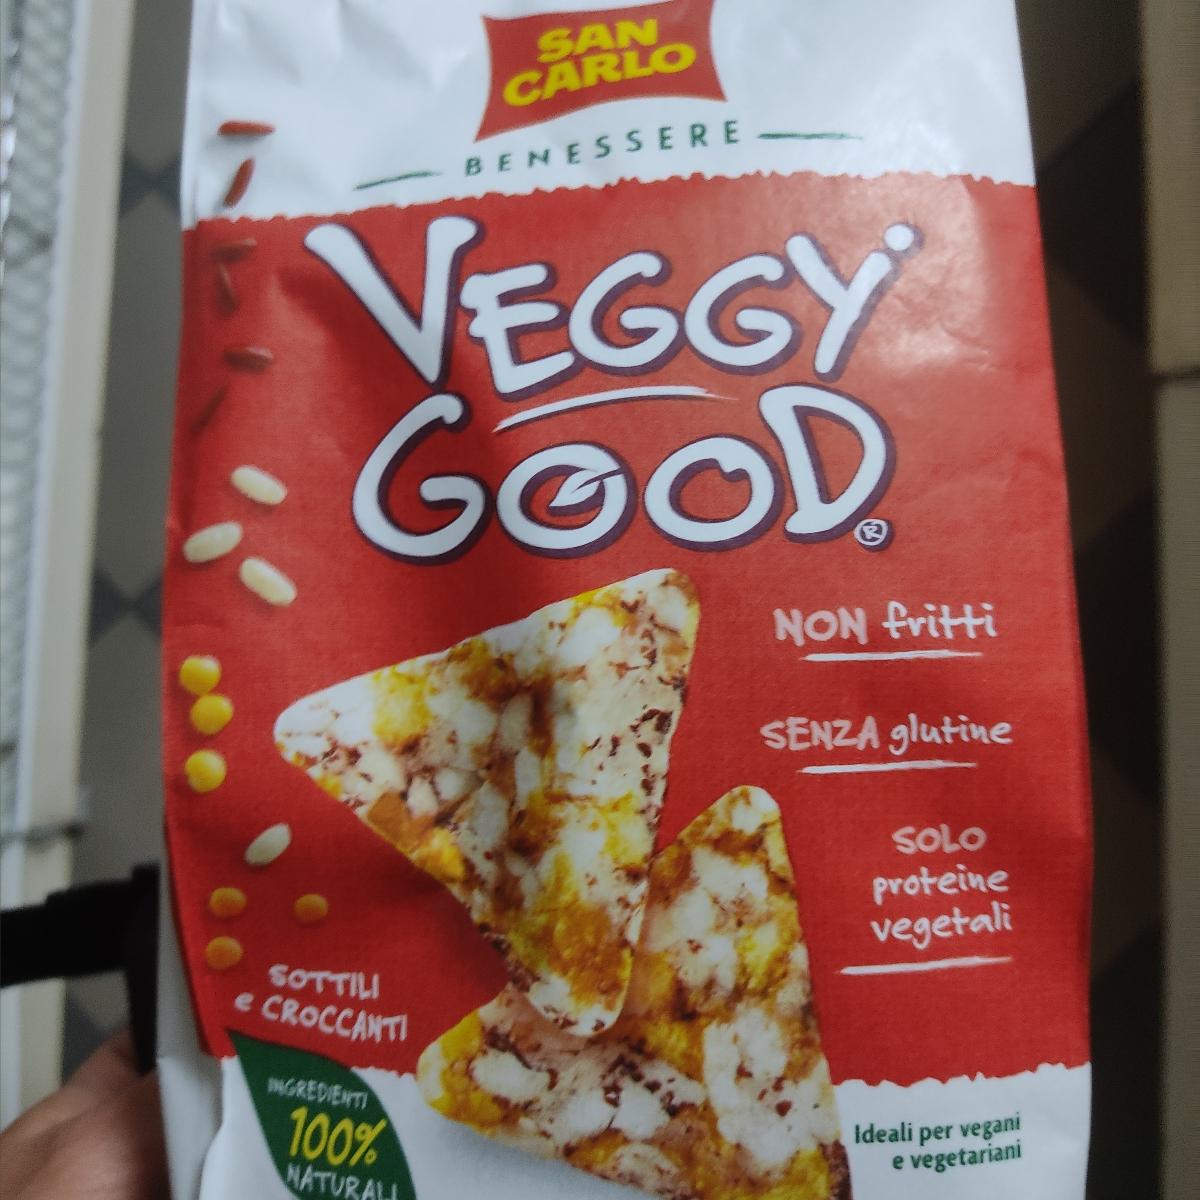 SAN
CARLO
BENESSERE
VEGGY
GOOD®
NON fritti
SENZA glutine
SOLO
proteine
vegetali
SOTTILI
e CROCCANTI
INGREDIENTI
100%
NATURALI
Ideali per vegani
e vegetariani